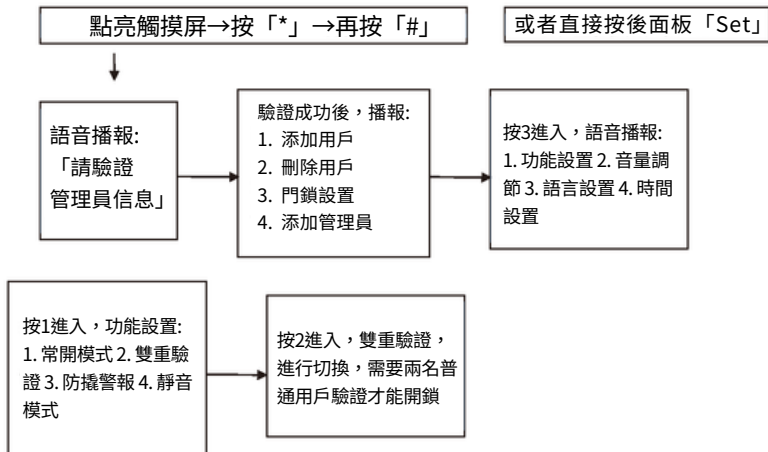 點亮觸摸屏→按「*」→再按「#」
或者直接按後面板「Set」
語音播報:
「請驗證
管理員信息」
驗證成功後，播報:
1. 添加用戶
2. 刪除用戶
3. 門鎖設置
4. 添加管理員
按3進入，語音播報:
1. 功能設置 2. 音量調
節 3. 語言設置 4. 時間
設置
按1進入，功能設置:
1. 常開模式 2. 雙重驗
證 3. 防撬警報 4. 靜音
模式
按2進入，雙重驗證，
進行切換，需要兩名普
通用戶驗證才能開鎖